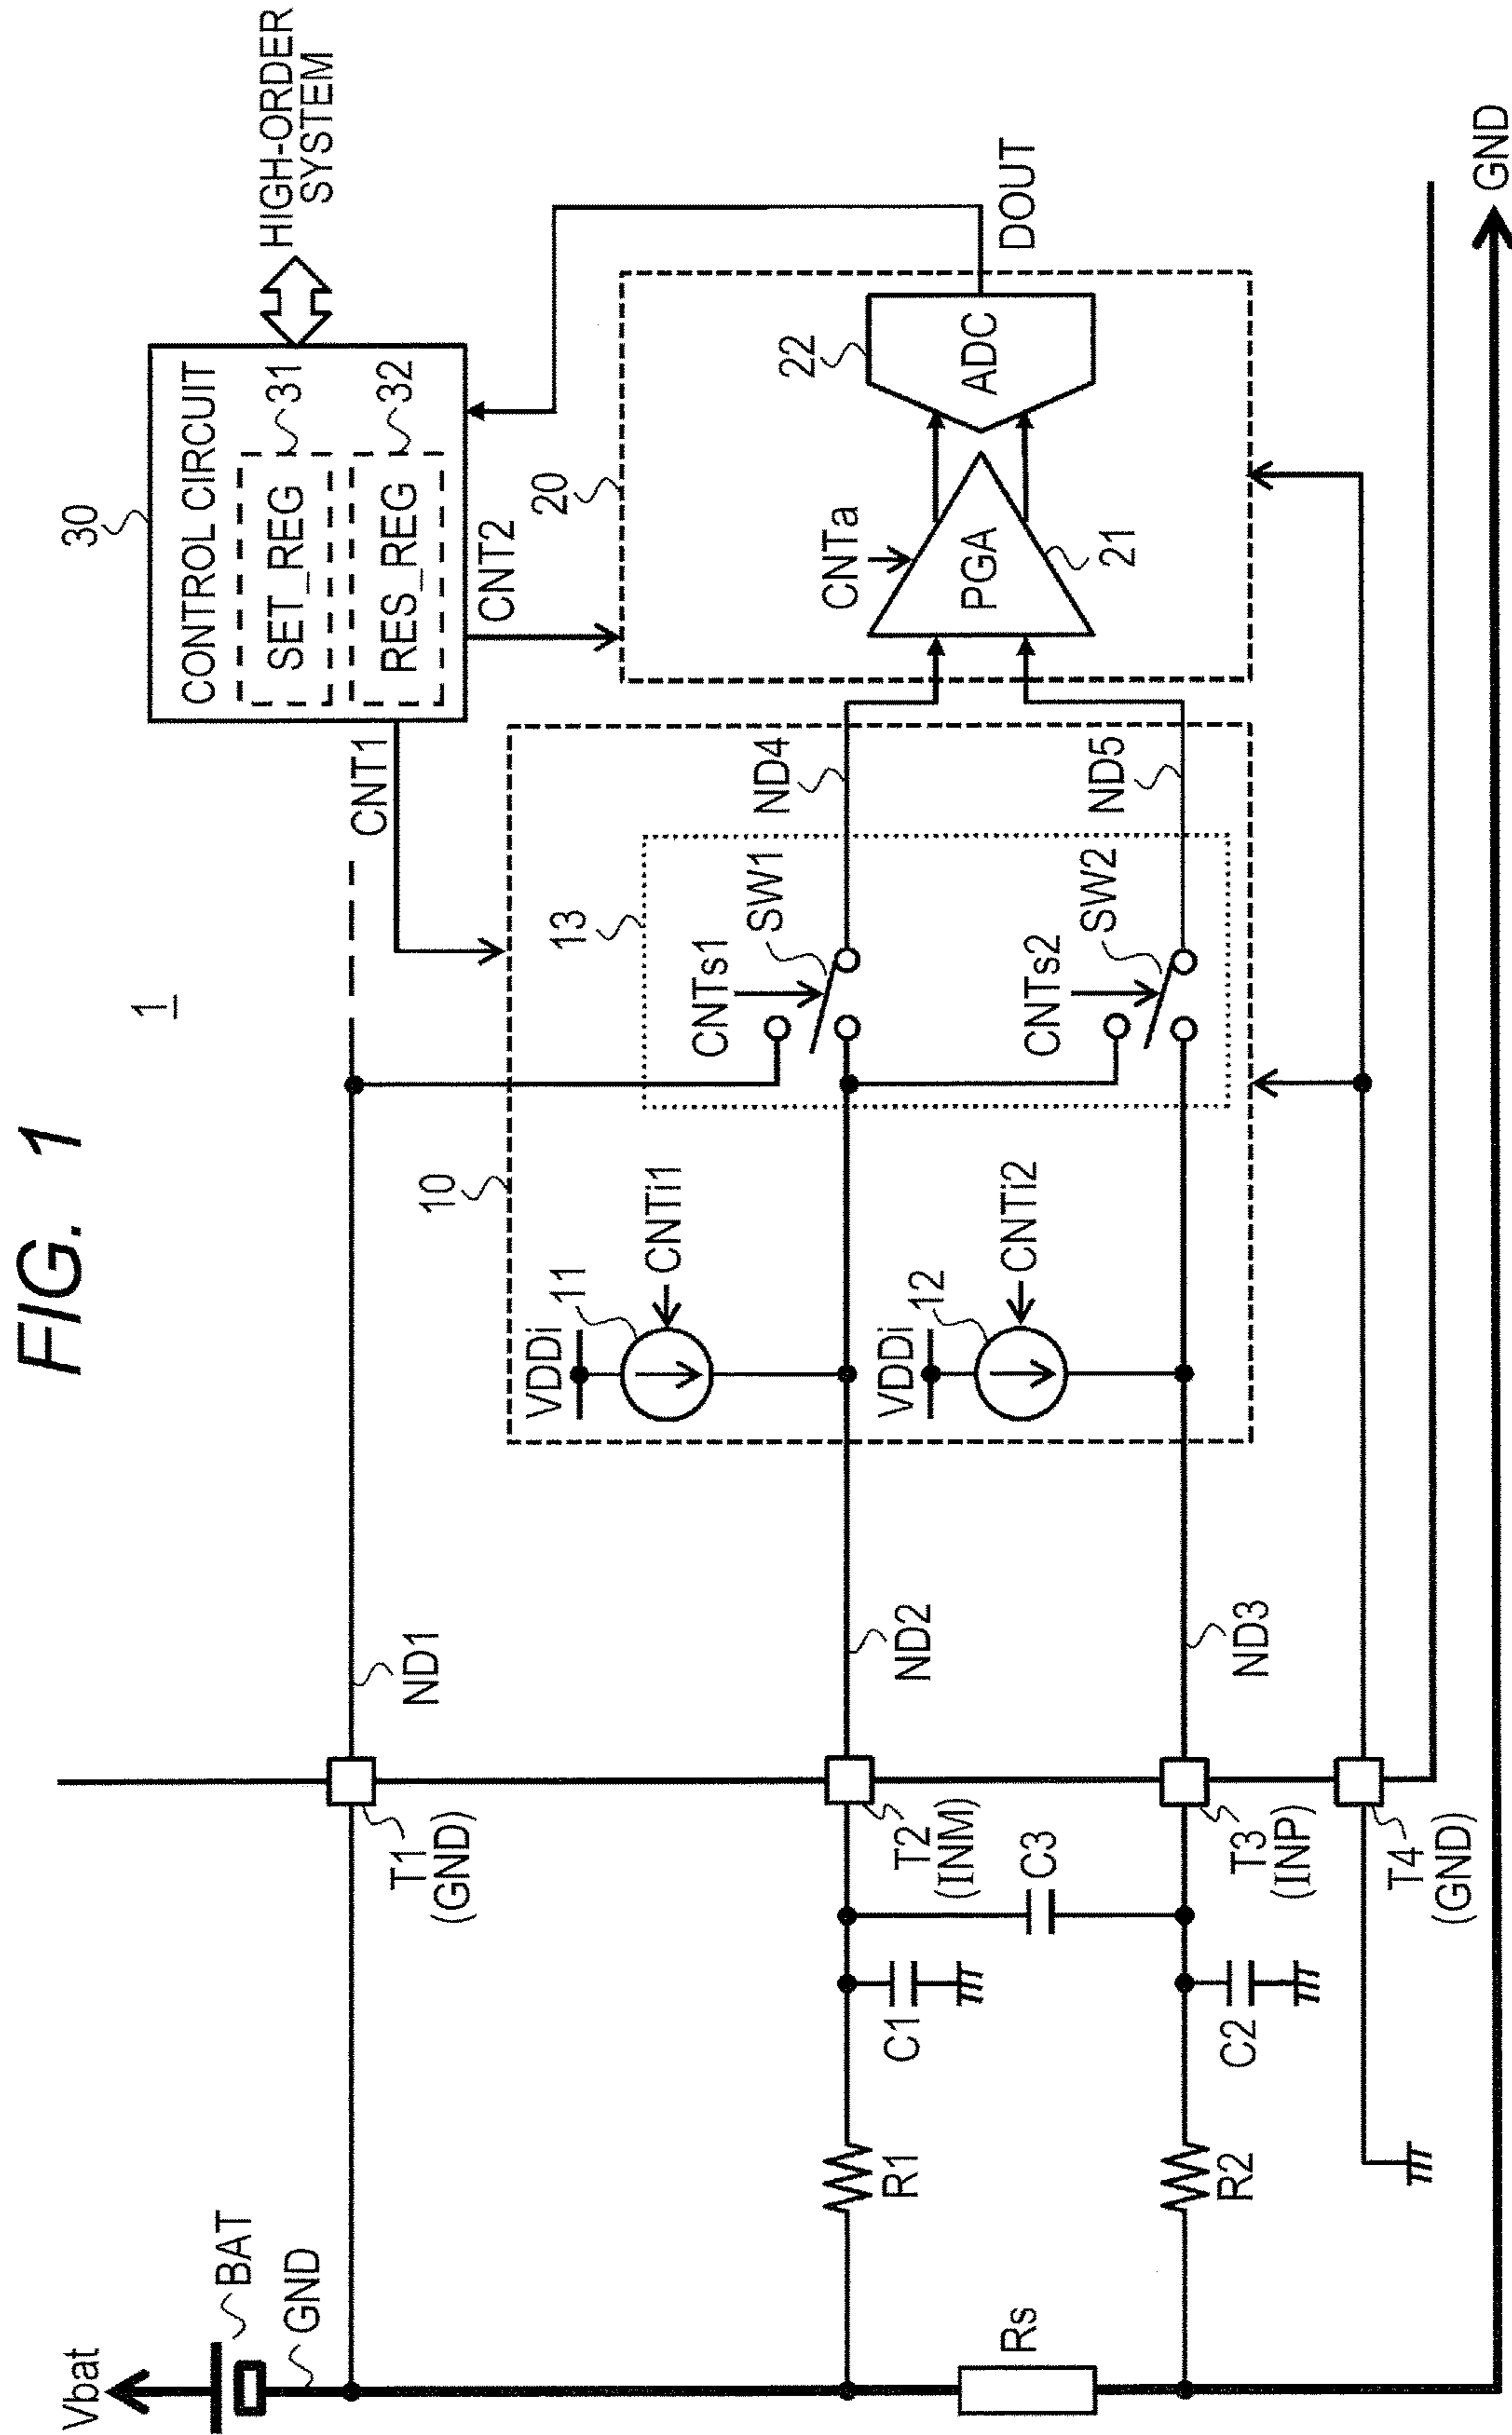 FIG. 1
1
Vbat
BAT
GND
T1
(GND)
ND1
CNT1
30
CONTROL CIRCUIT
SET_REG
31
RES_REG
32
HIGH-ORDER
SYSTEM
CNT2
10
VDDi
11
CNTi1
13
CNTs1
SW1
ND4
20
CNTa
PGA
21
22
ADC
DOUT
R1
C1
T2
(INM)
C3
ND2
VDDi
12
CNTi2
CNTs2
SW2
ND5
Rs
R2
C2
T3
(INP)
ND3
T4
(GND)
GND